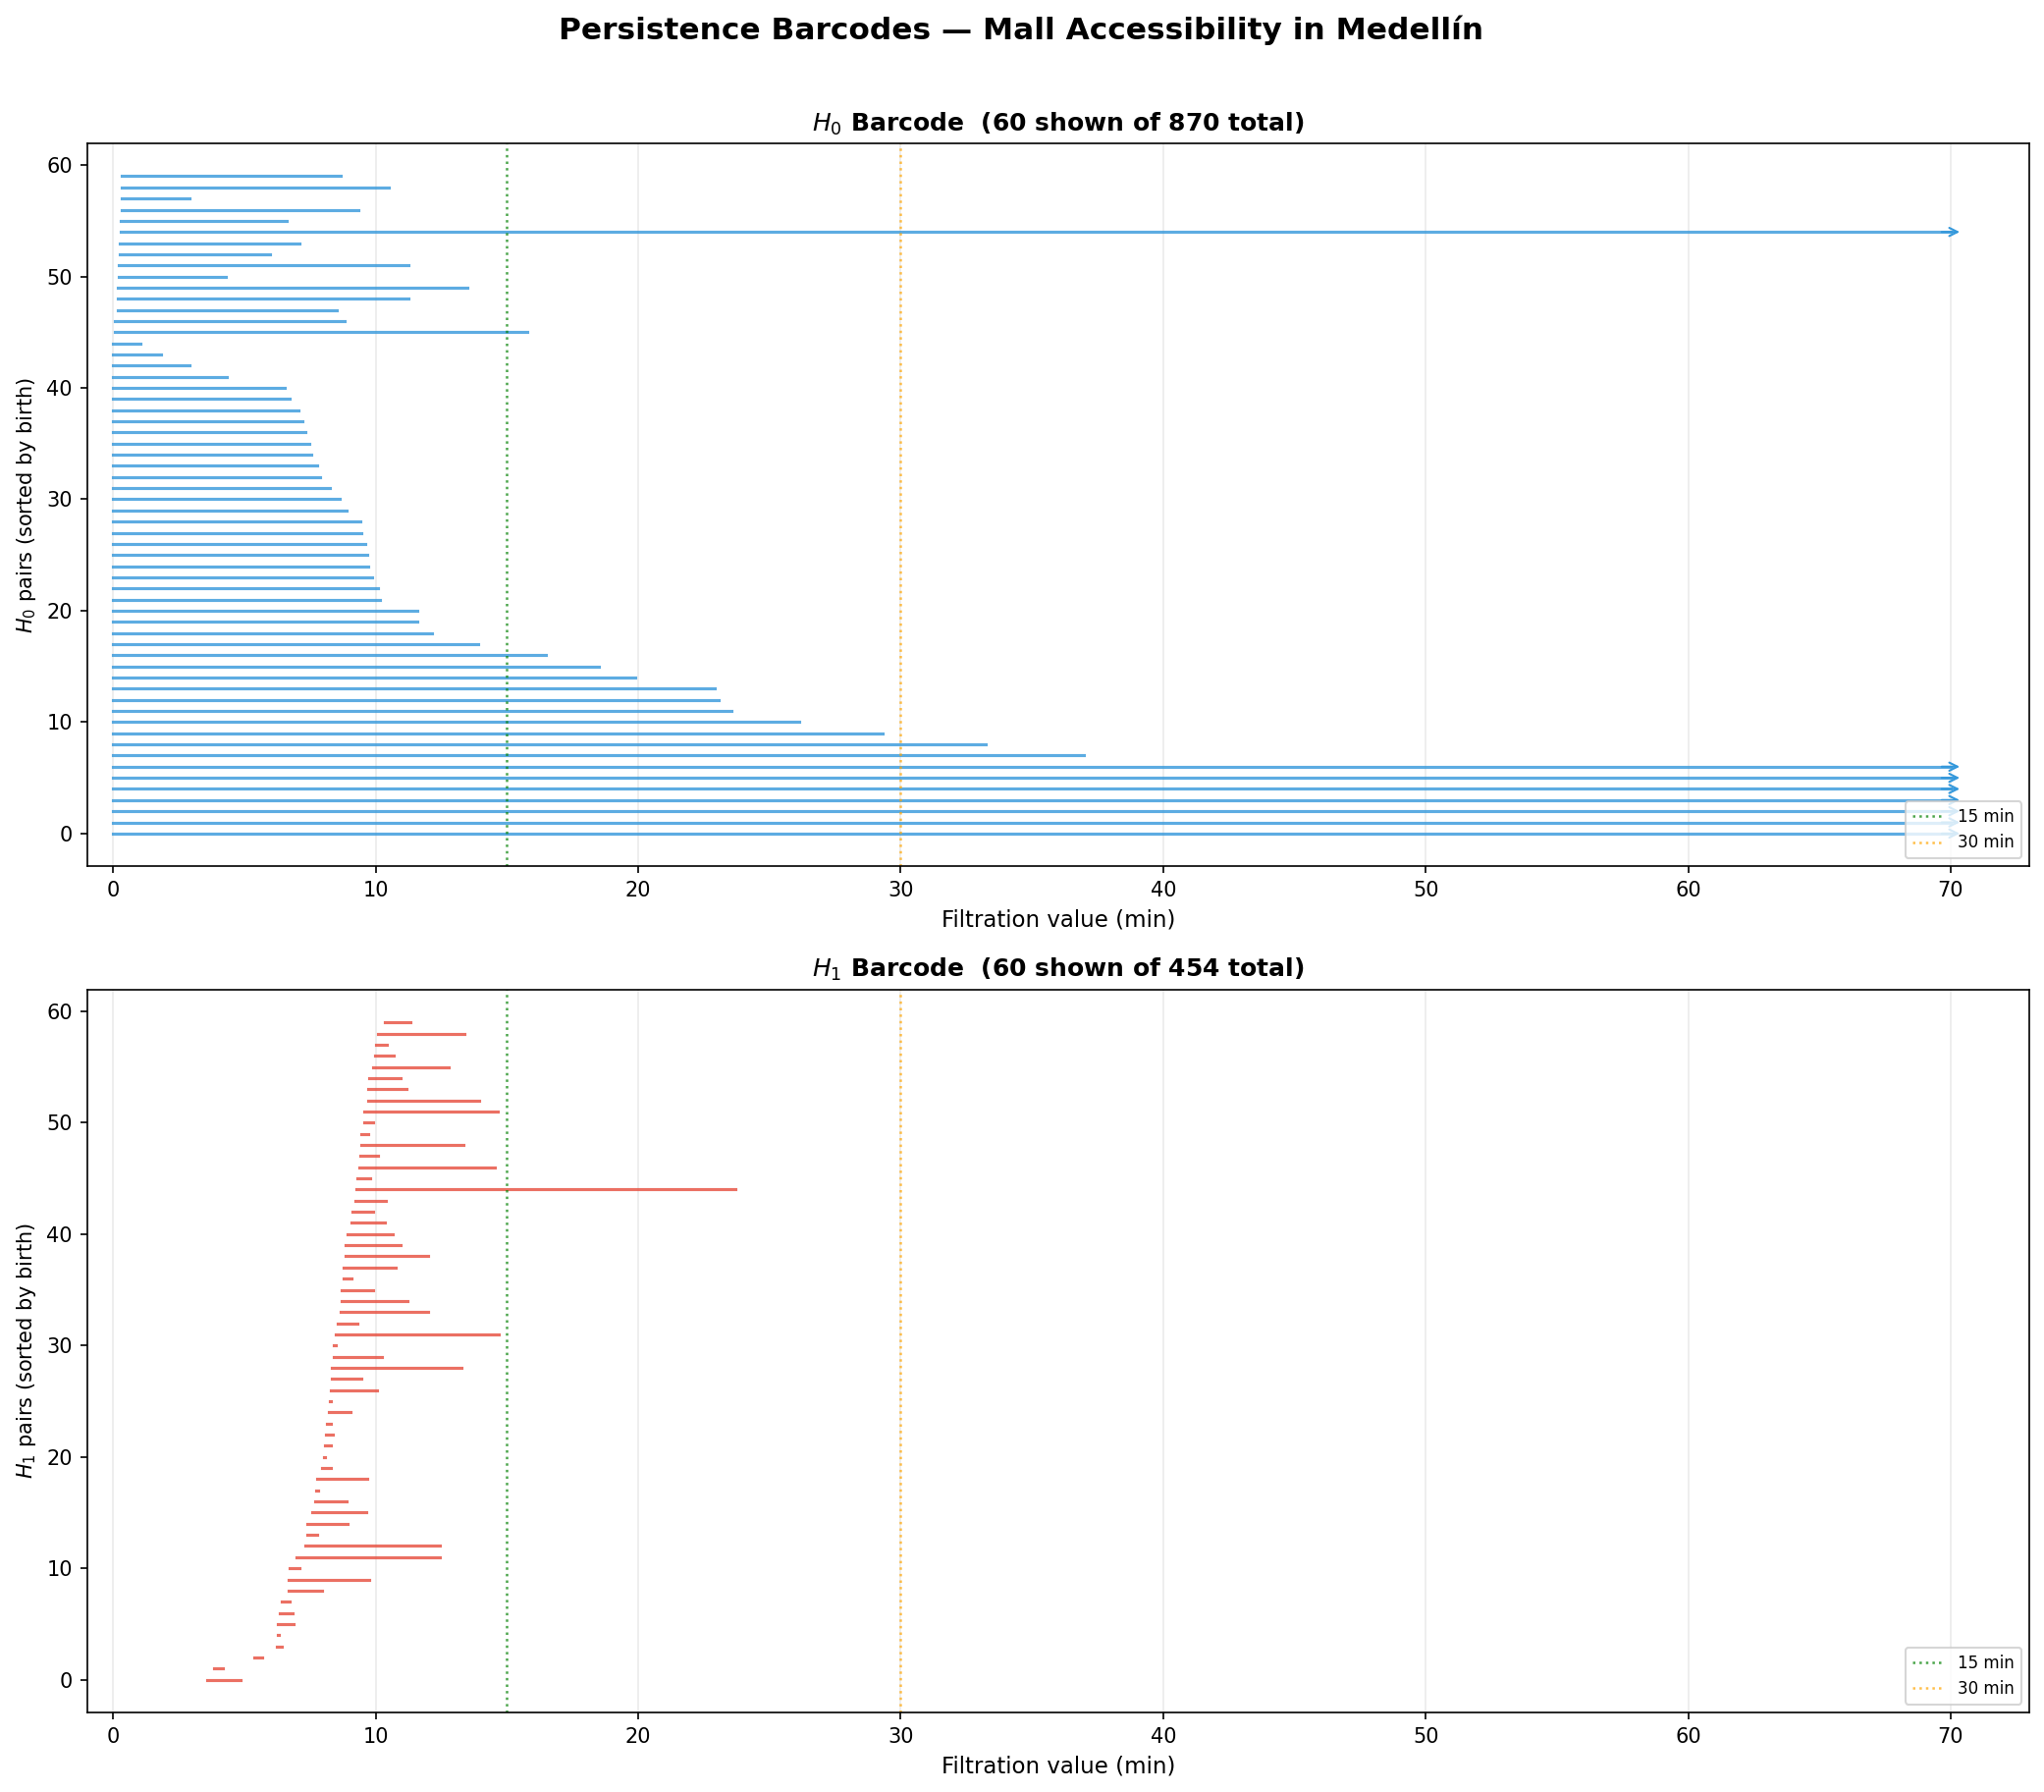 Persistence Barcodes — Mall Accessibility in Medellín
H₀ Barcode (60 shown of 870 total)
60
50
40
30
20
10
0
H₀ pairs (sorted by birth)
15 min
30 min
0 10 20 30 40 50 60 70
Filtration value (min)
H₁ Barcode (60 shown of 454 total)
60
50
40
30
20
10
0
H₁ pairs (sorted by birth)
15 min
30 min
0 10 20 30 40 50 60 70
Filtration value (min)